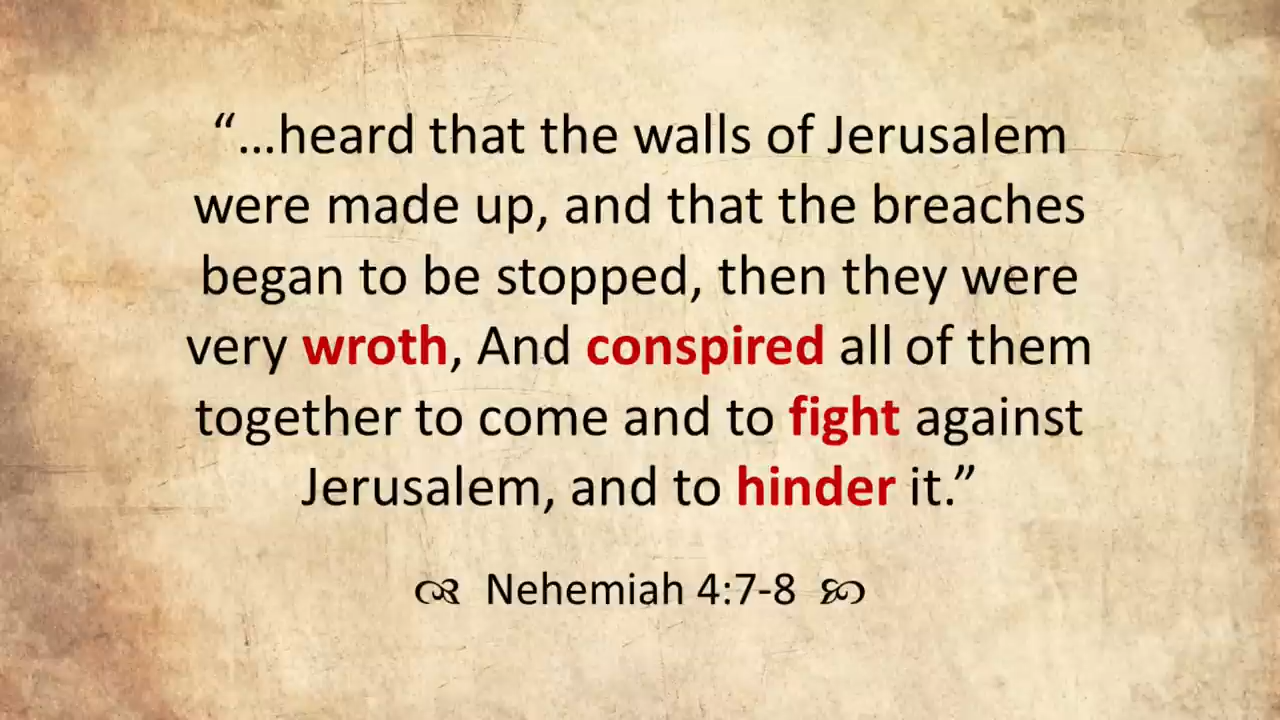 “…heard that the walls of Jerusalem
were made up, and that the breaches
began to be stopped, then they were
very wroth, And conspired all of them
together to come and to fight against
Jerusalem, and to hinder it.”
Nehemiah 4:7-8